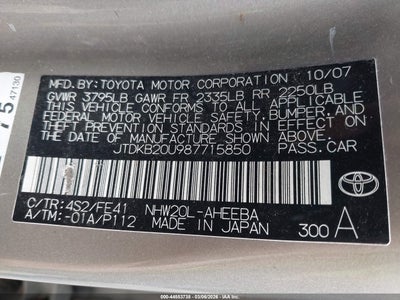 MFD. BY: TOYOTA MOTOR CORPORATION 10/07
GVWR 3795LB GAWR FR 2335LB RR 2250LB
THIS VEHICLE CONFORMS TO ALL APPLICABLE
FEDERAL MOTOR VEHICLE SAFETY, BUMPER, AND
THEFT PREVENTION STANDARDS IN EFFECT ON
THE DATE OF MANUFACTURE SHOWN ABOVE.
JTDKB20U987715850 PASS. CAR
C/TR: 4S2/FE41 NHW20L-AHEEBA
A/TM: -01A/P112 MADE IN JAPAN 300 A
TOYOTA
47130